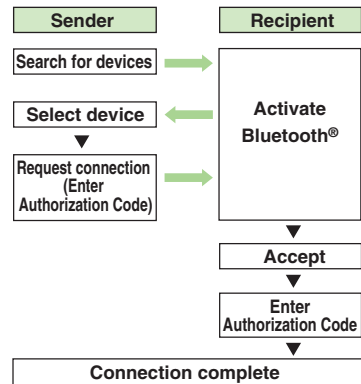 Sender
Recipient
Search for devices
Select device
Request connection
(Enter
Authorization Code)
Activate
Bluetooth®
Accept
Enter
Authorization Code
Connection complete